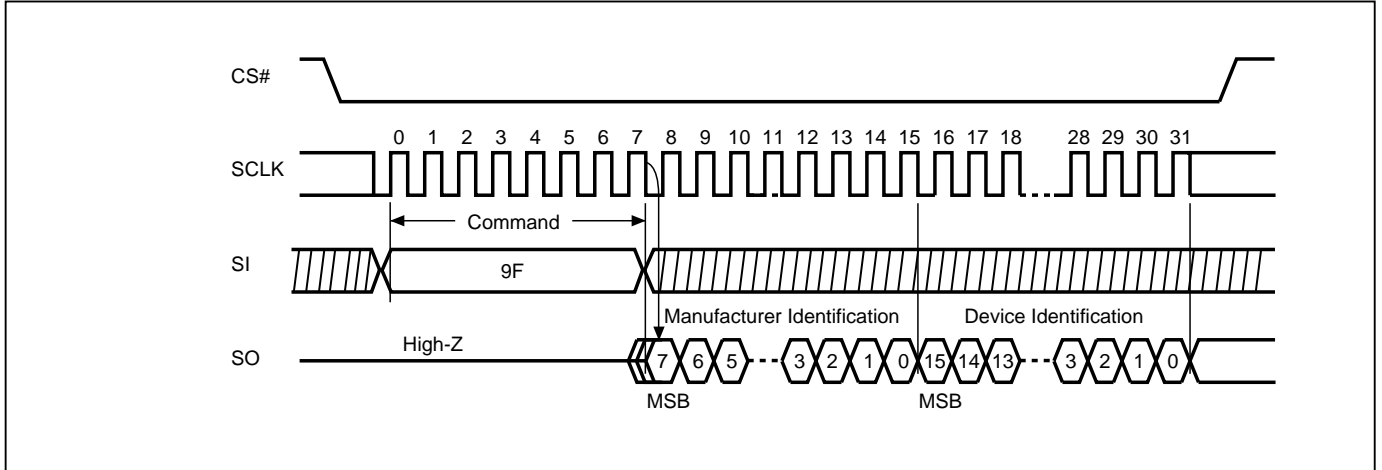 CS#
0 1 2 3 4 5 6 7 8 9 10 11 12 13 14 15 16 17 18 28 29 30 31
SCLK
Command
SI
9F
Manufacturer Identification Device Identification
SO
High-Z
7 6 5 3 2 1 0 15 14 13 3 2 1 0
MSB MSB